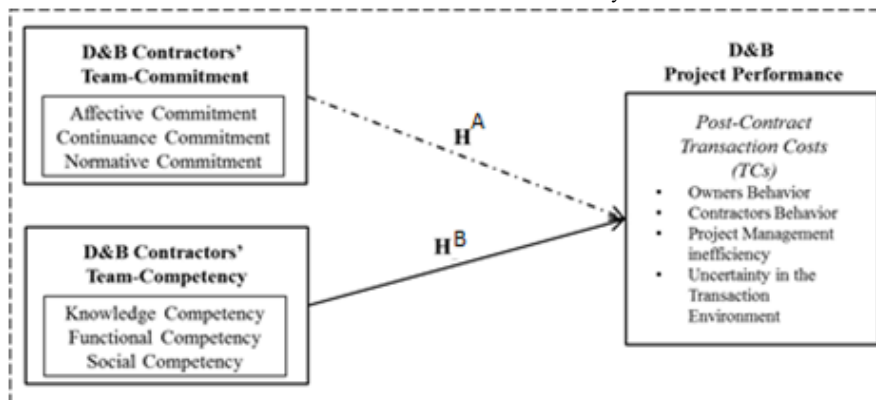 D&B Contractors'
Team-Commitment
Affective Commitment
Continuance Commitment
Normative Commitment
H^A
D&B Contractors'
Team-Competency
Knowledge Competency
Functional Competency
Social Competency
H^B
D&B
Project Performance
Post-Contract
Transaction Costs
(TCs)
▪ Owners Behavior
▪ Contractors Behavior
▪ Project Management
inefficiency
▪ Uncertainty in the
Transaction
Environment